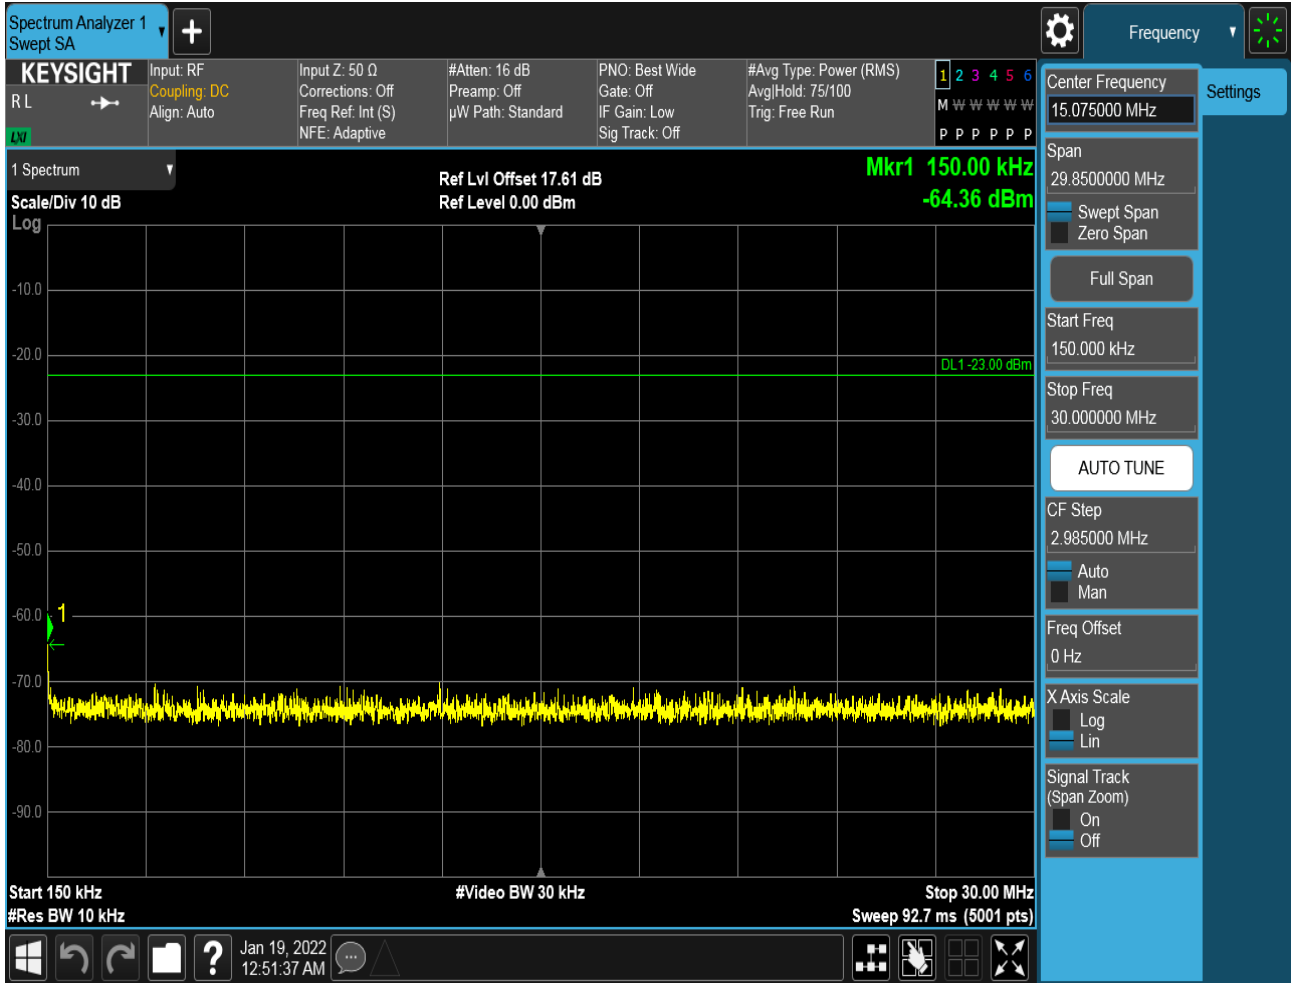 Spectrum Analyzer 1
Swept SA
Frequency
KEYSIGHT
R L
LXI
Input: RF
Coupling: DC
Align: Auto
Input Z: 50 Ω
Corrections: Off
Freq Ref: Int (S)
NFE: Adaptive
#Atten: 16 dB
Preamp: Off
µW Path: Standard
PNO: Best Wide
Gate: Off
IF Gain: Low
Sig Track: Off
#Avg Type: Power (RMS)
Avg|Hold: 75/100
Trig: Free Run
1 2 3 4 5 6
M W W W W W
P P P P P P
1 Spectrum
Scale/Div 10 dB
Log
Ref Lvl Offset 17.61 dB
Ref Level 0.00 dBm
Mkr1 150.00 kHz
-64.36 dBm
-10.0
-20.0
DL1 -23.00 dBm
-30.0
-40.0
-50.0
-60.0
1
-70.0
-80.0
-90.0
Start 150 kHz
#Res BW 10 kHz
#Video BW 30 kHz
Stop 30.00 MHz
Sweep 92.7 ms (5001 pts)
Center Frequency
15.075000 MHz
Settings
Span
29.8500000 MHz
Swept Span
Zero Span
Full Span
Start Freq
150.000 kHz
Stop Freq
30.000000 MHz
AUTO TUNE
CF Step
2.985000 MHz
Auto
Man
Freq Offset
0 Hz
X Axis Scale
Log
Lin
Signal Track
(Span Zoom)
On
Off
?
Jan 19, 2022
12:51:37 AM